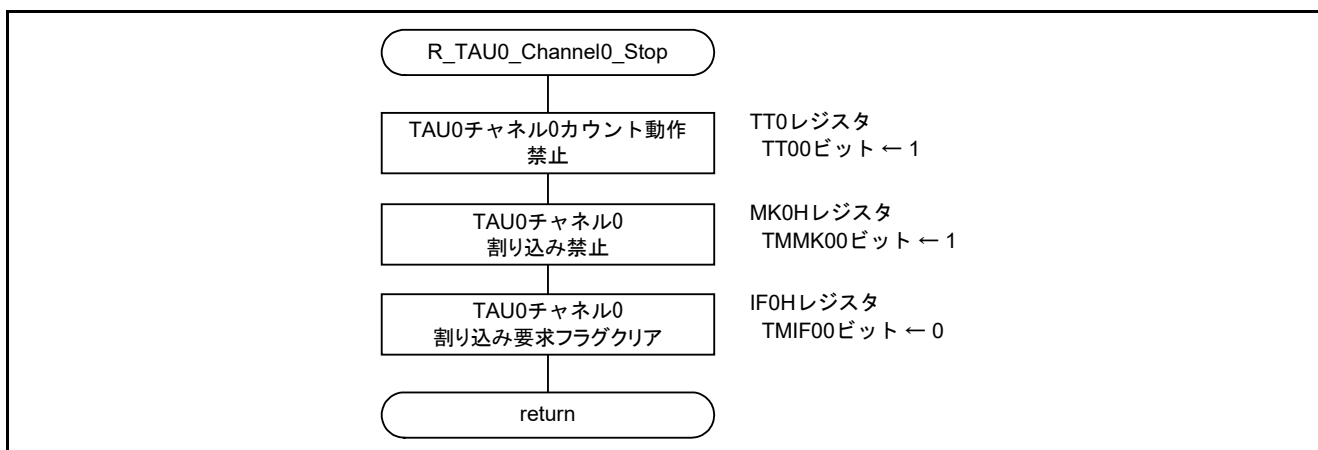 R_TAU0_Channel0_Stop
TAU0チャネル0カウント動作
禁止
TT0レジスタ
TT00ビット ← 1
TAU0チャネル0
割り込み禁止
MK0Hレジスタ
TMMK00ビット ← 1
TAU0チャネル0
割り込み要求フラグクリア
IF0Hレジスタ
TMIF00ビット ← 0
return